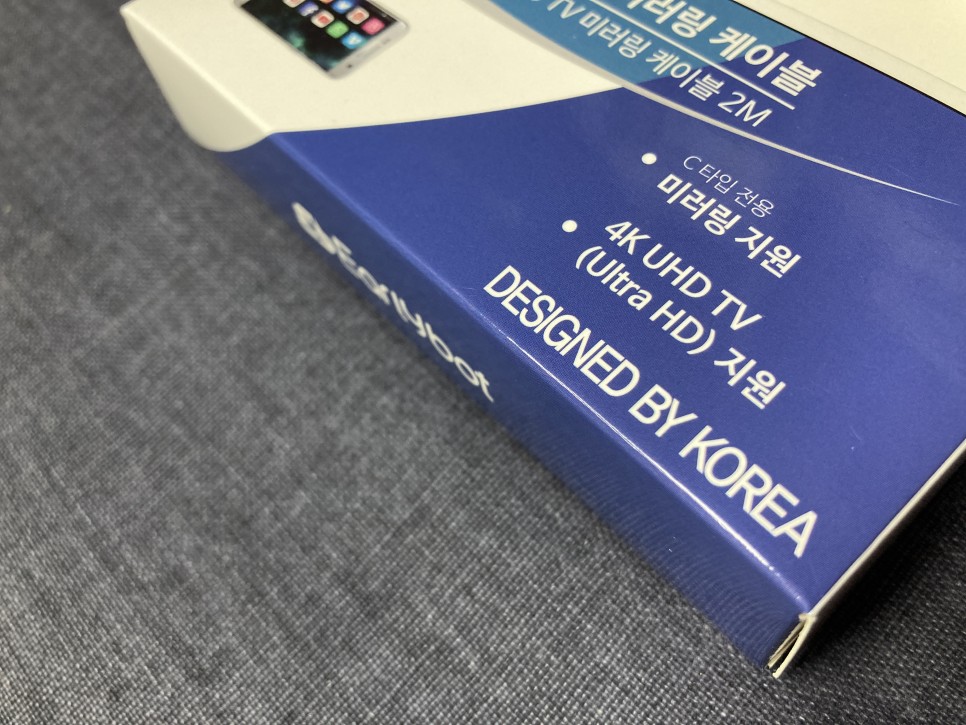 미러링 케이블
TV 미러링 케이블 2M
C 타입 전용
미러링 지원
4K UHD TV
(Ultra HD) 지원
DESIGNED BY KOREA